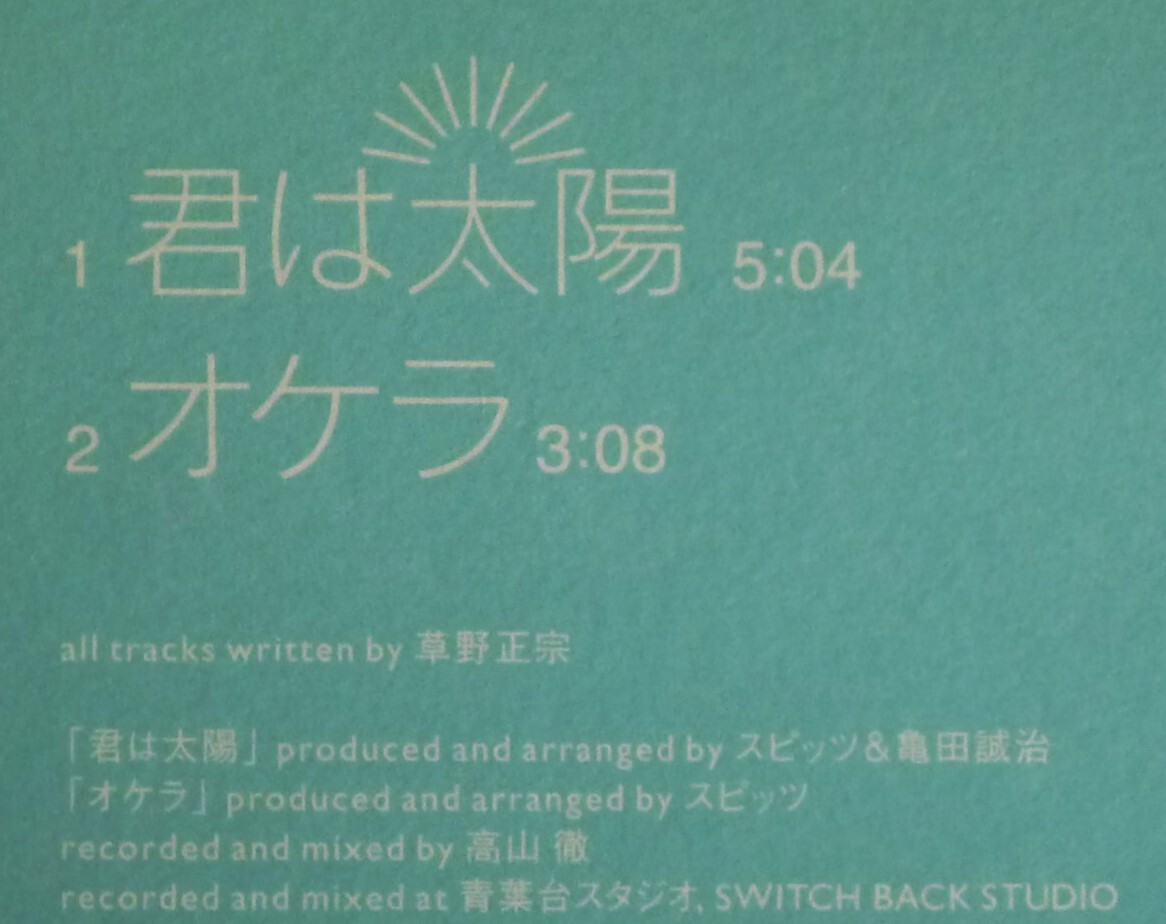 1 君は太陽 5:04
2 オケラ 3:08
all tracks written by 草野正宗
「君は太陽」 produced and arranged by スピッツ&亀田誠治
「オケラ」 produced and arranged by スピッツ
recorded and mixed by 高山 徹
recorded and mixed at 青葉台スタジオ, SWITCH BACK STUDIO